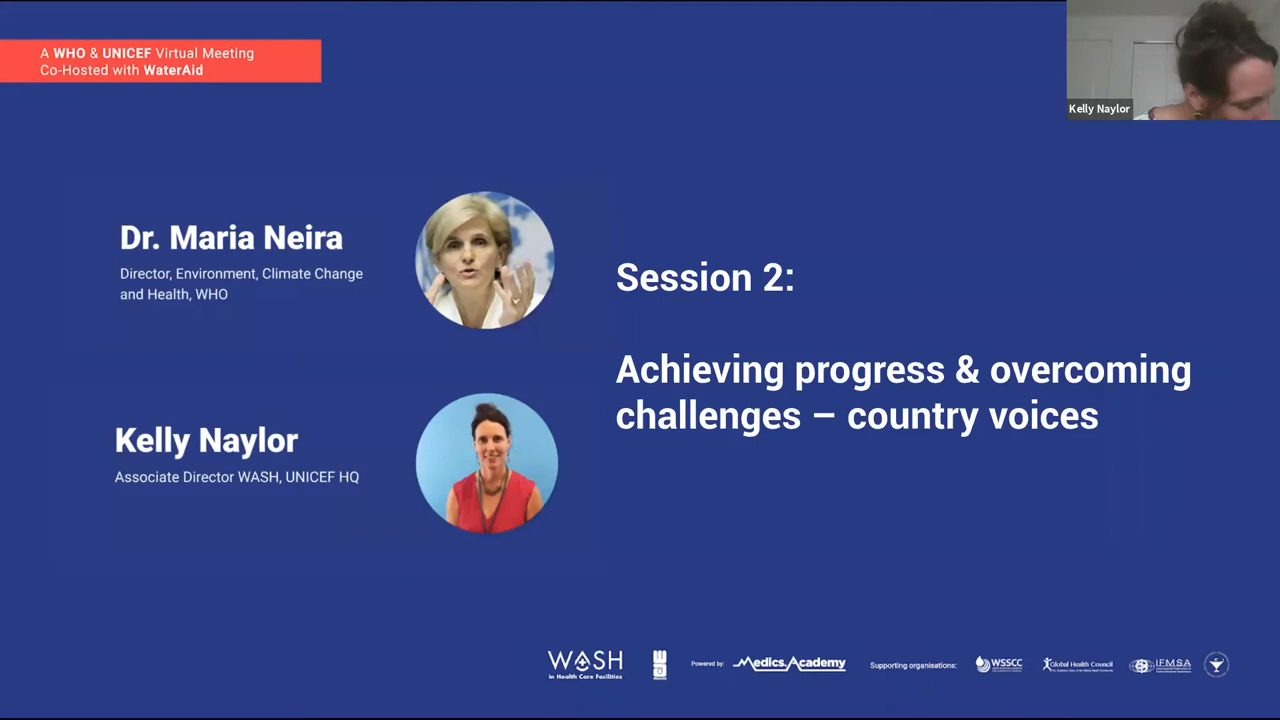 A WHO & UNICEF Virtual Meeting
Co-Hosted with WaterAid
Kelly Naylor
Dr. Maria Neira
Director, Environment, Climate Change
and Health, WHO
Kelly Naylor
Associate Director WASH, UNICEF HQ
Session 2:
Achieving progress & overcoming
challenges – country voices
WASH
in Health Care Facilities
Powered by:
Medics.Academy
Supporting organisations:
WSSCC
Global Health Council
IFMSA